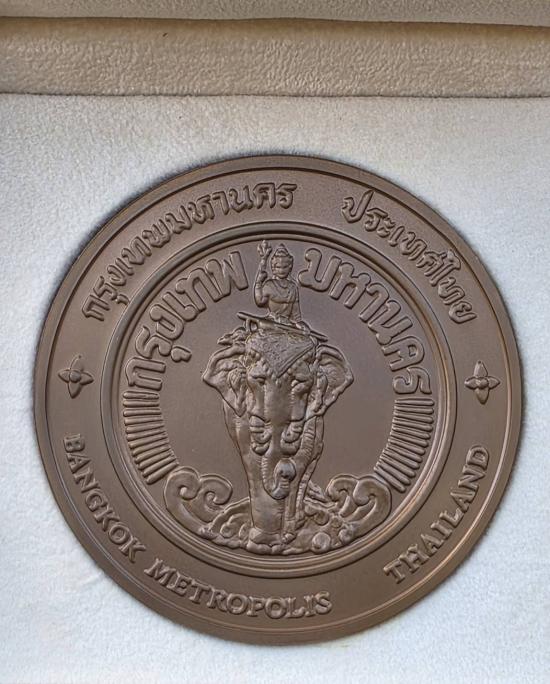 กรุงเทพมหานคร ประเทศไทย
กรุงเทพ มหานคร
BANGKOK METROPOLIS THAILAND